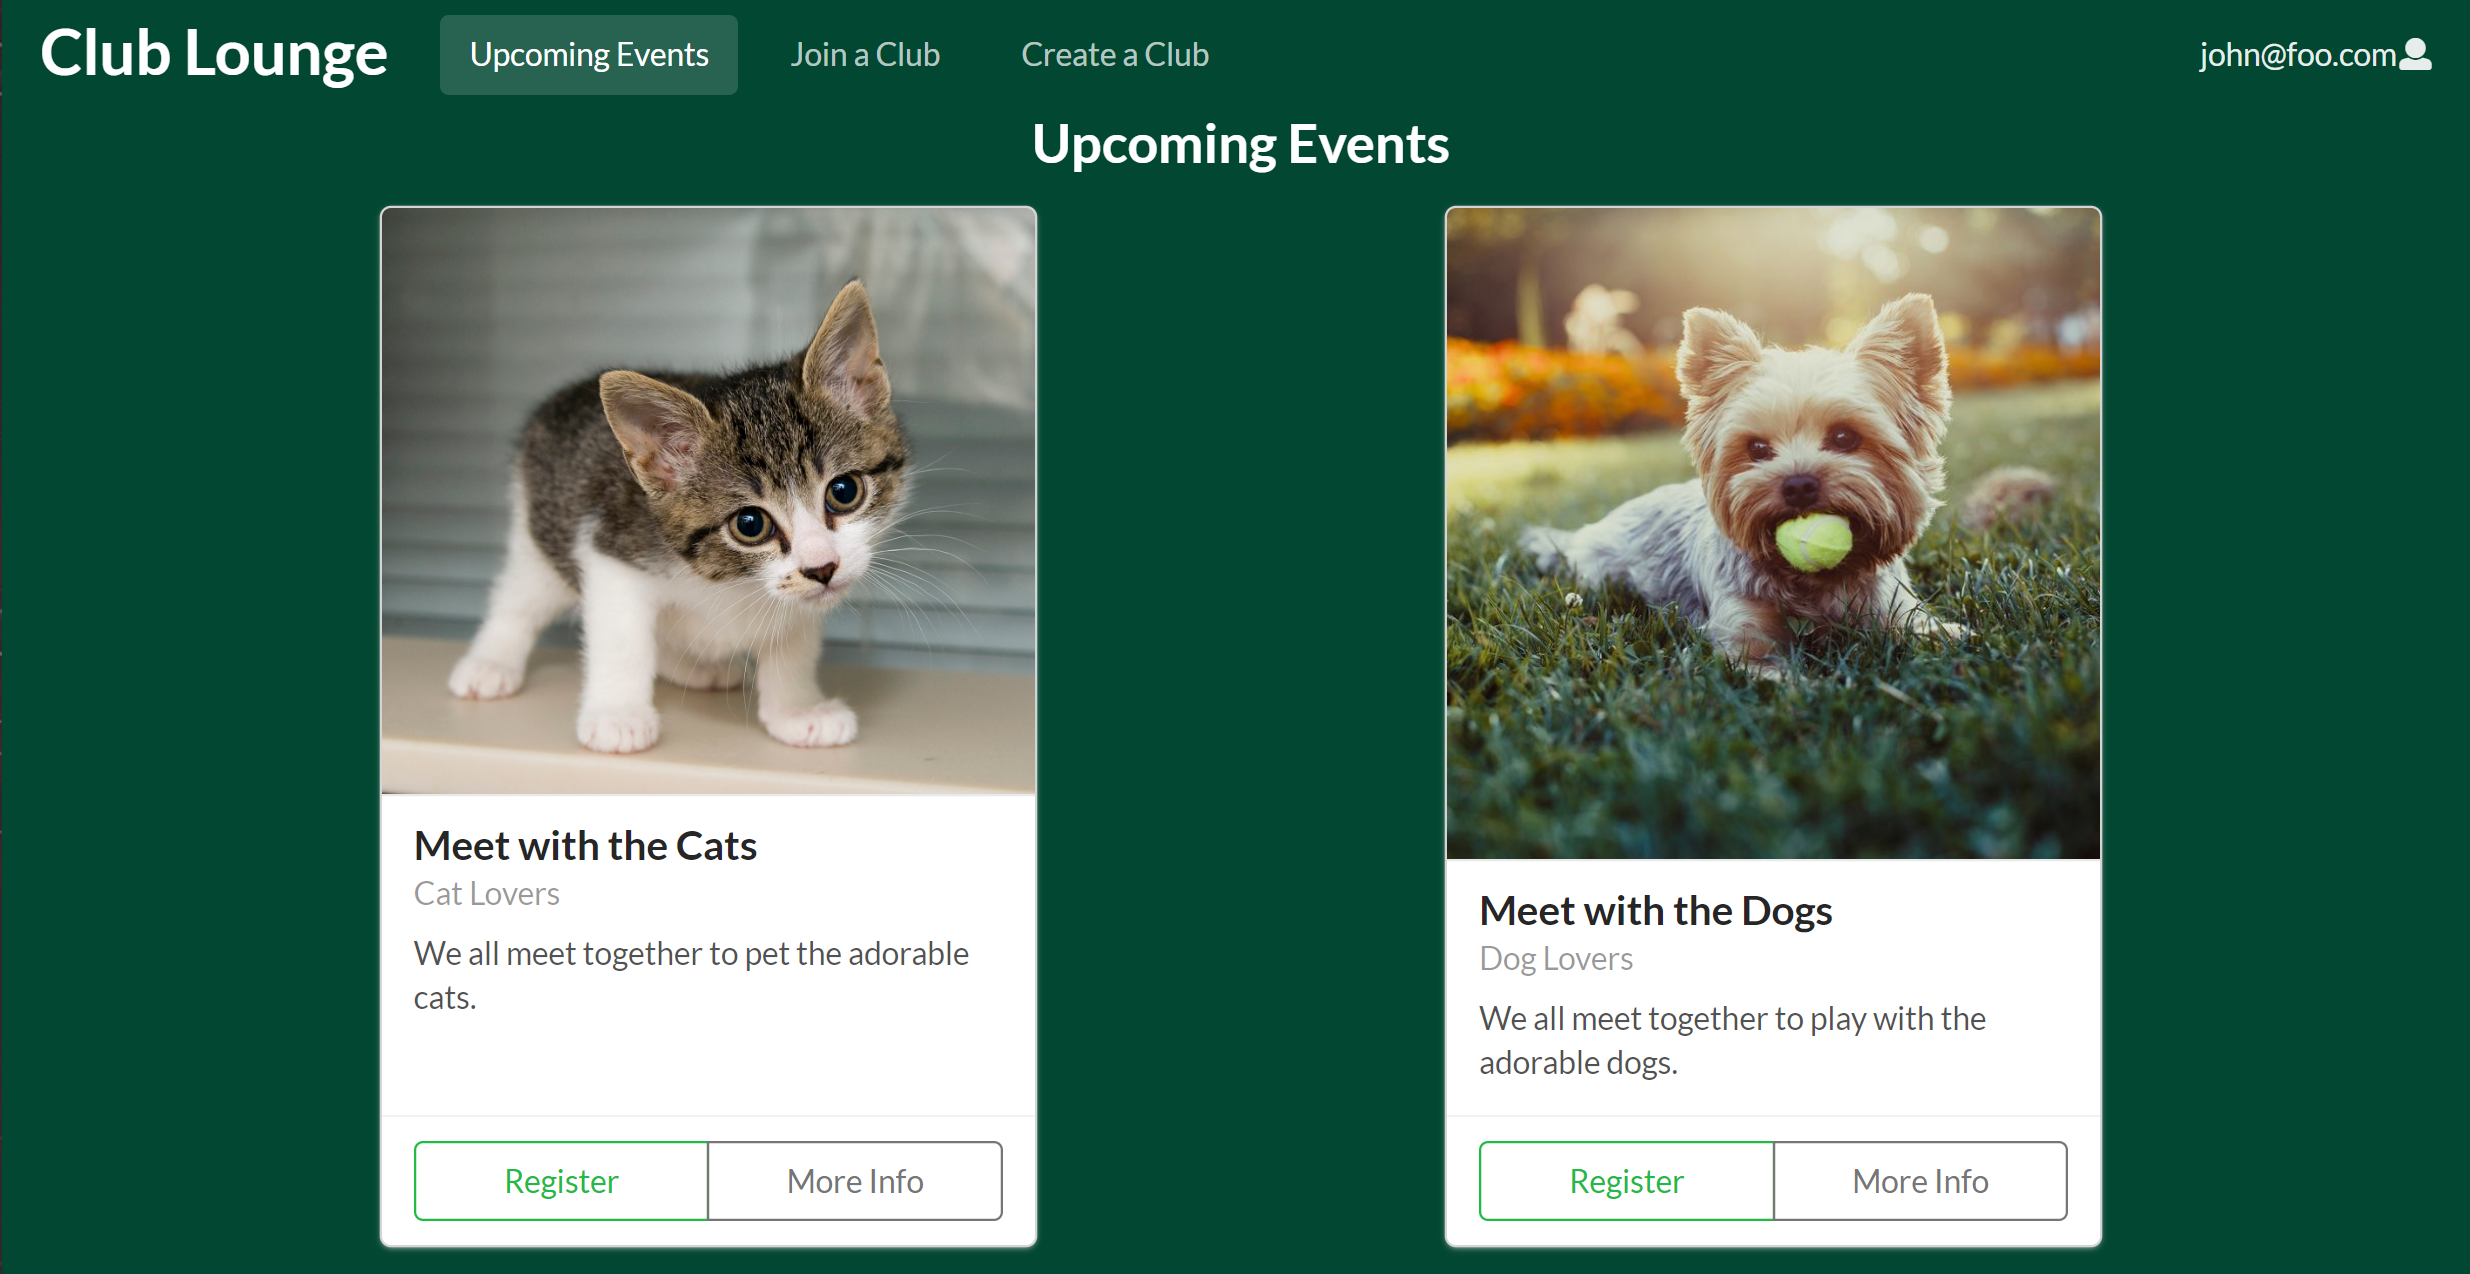 Club Lounge
Upcoming Events
Join a Club
Create a Club
john@foo.com
Upcoming Events
Meet with the Cats
Cat Lovers
We all meet together to pet the adorable
cats.
Register
More Info
Meet with the Dogs
Dog Lovers
We all meet together to play with the
adorable dogs.
Register
More Info